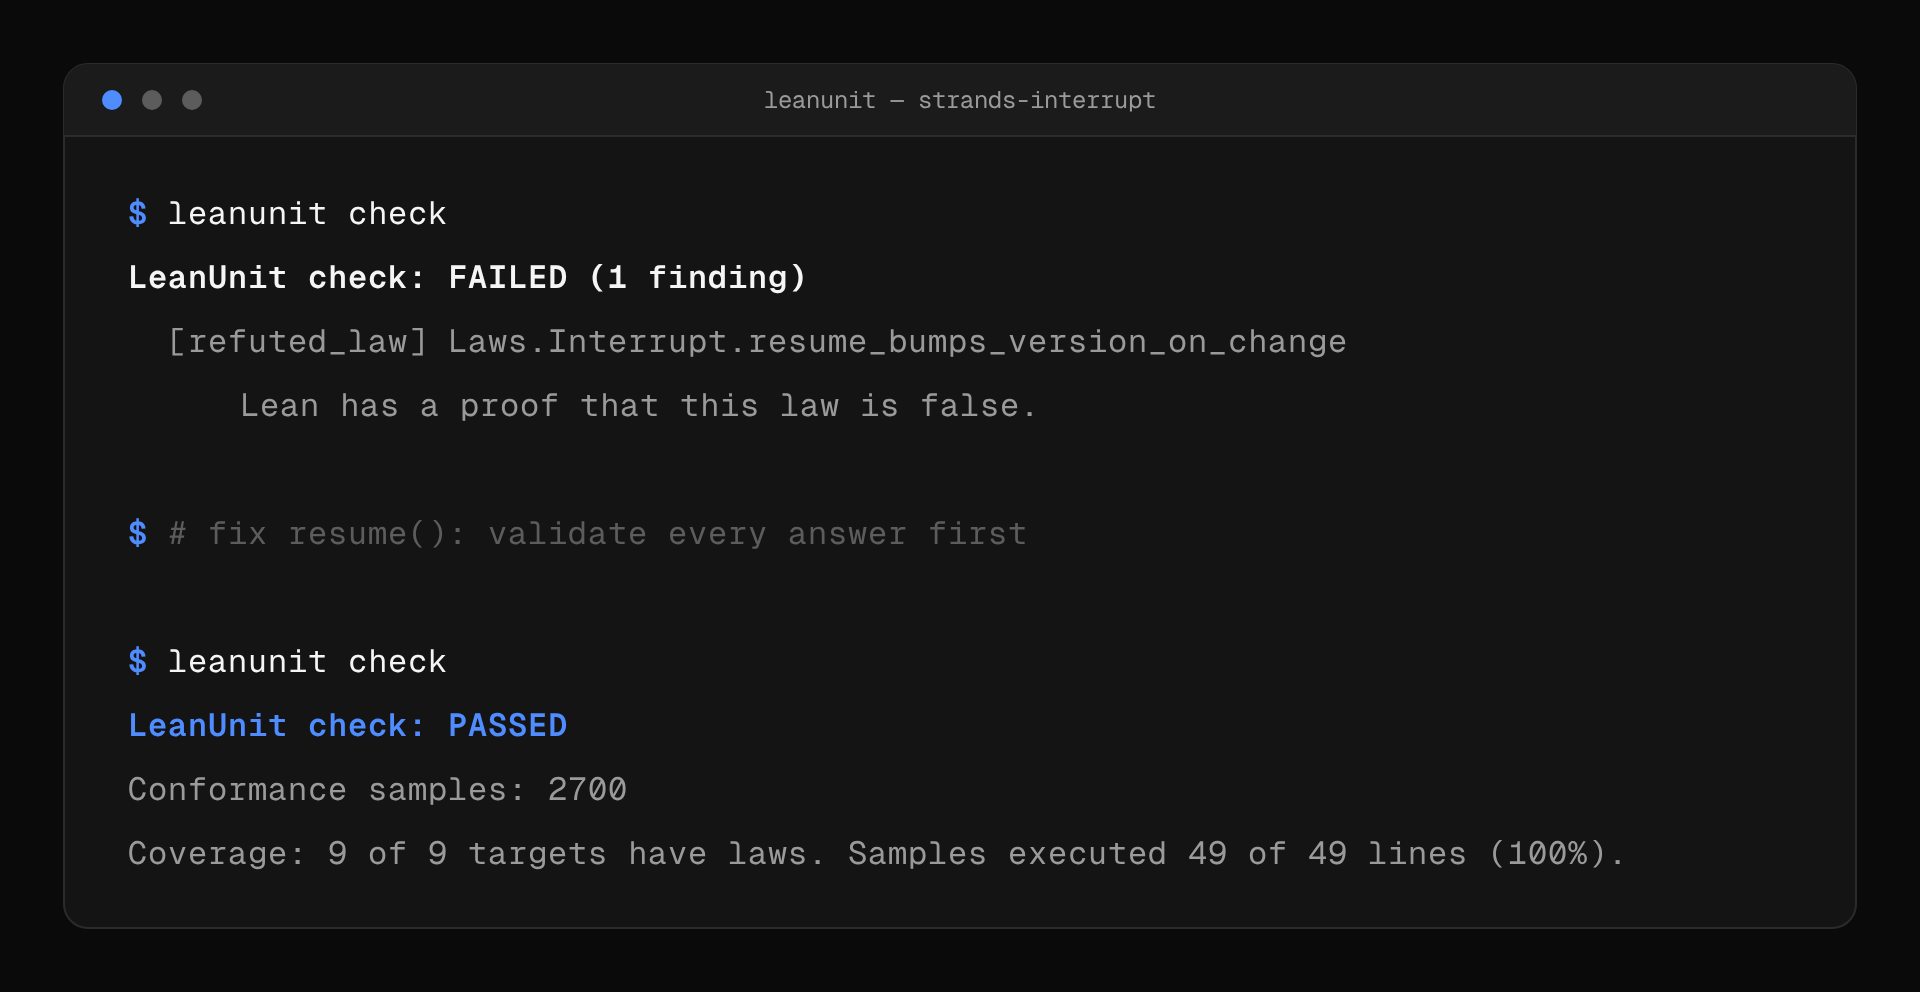 leanunit — strands-interrupt
$ leanunit check
LeanUnit check: FAILED (1 finding)
[refuted_law] Laws.Interrupt.resume_bumps_version_on_change
Lean has a proof that this law is false.
$ # fix resume(): validate every answer first
$ leanunit check
LeanUnit check: PASSED
Conformance samples: 2700
Coverage: 9 of 9 targets have laws. Samples executed 49 of 49 lines (100%).